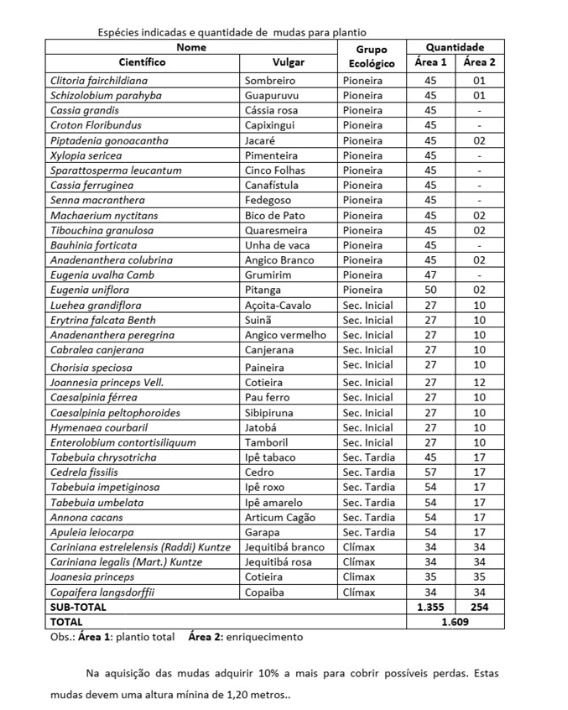 Espécies indicadas e quantidade de mudas para plantio
Nome Grupo Ecológico Quantidade
Científico Vulgar Área 1 Área 2
Clitoria fairchildiana Sombreiro Pioneira 45 01
Schizolobium parahyba Guapuruvu Pioneira 45 01
Cassia grandis Cássia rosa Pioneira 45 -
Croton Floribundus Capixingui Pioneira 45 -
Piptadenia gonoacantha Jacaré Pioneira 45 02
Xylopia sericea Pimenteira Pioneira 45 -
Sparattosperma leucantum Cinco Folhas Pioneira 45 -
Cassia ferruginea Canafístula Pioneira 45 -
Senna macranthera Fedegoso Pioneira 45 -
Machaerium nyctitans Bico de Pato Pioneira 45 02
Tibouchina granulosa Quaresmeira Pioneira 45 02
Bauhinia forticata Unha de vaca Pioneira 45 -
Anadenanthera colubrina Angico Branco Pioneira 45 02
Eugenia uvalha Camb Grumirim Pioneira 47 -
Eugenia uniflora Pitanga Pioneira 50 02
Luehea grandiflora Açoita-Cavalo Sec. Inicial 27 10
Erytrina falcata Benth Suinã Sec. Inicial 27 10
Anadenanthera peregrina Angico vermelho Sec. Inicial 27 10
Cabralea canjerana Canjerana Sec. Inicial 27 10
Chorisia speciosa Paineira Sec. Inicial 27 10
Joannesia princeps Vell. Cotieira Sec. Inicial 27 12
Caesalpinia férrea Pau ferro Sec. Inicial 27 10
Caesalpinia peltophoroides Sibipiruna Sec. Inicial 27 10
Hymenaea courbaril Jatobá Sec. Inicial 27 10
Enterolobium contortisiliquum Tamboril Sec. Inicial 27 10
Tabebuia chrysotricha Ipê tabaco Sec. Tardia 45 17
Cedrela fissilis Cedro Sec. Tardia 57 17
Tabebuia impetiginosa Ipê roxo Sec. Tardia 54 17
Tabebuia umbelata Ipê amarelo Sec. Tardia 54 17
Annona cacans Articum Cagão Sec. Tardia 54 17
Apuleia leiocarpa Garapa Sec. Tardia 54 17
Cariniana estrelelensis (Raddi) Kuntze Jequitibá branco Clímax 34 34
Cariniana legalis (Mart.) Kuntze Jequitibá rosa Clímax 34 34
Joanesia princeps Cotieira Climax 35 35
Copaifera langsdorffii Copaiba Clímax 34 34
SUB-TOTAL 1.355 254
TOTAL 1.609
Obs.: Área 1: plantio total Área 2: enriquecimento
Na aquisição das mudas adquirir 10% a mais para cobrir possíveis perdas. Estas
mudas devem uma altura mínina de 1,20 metros..